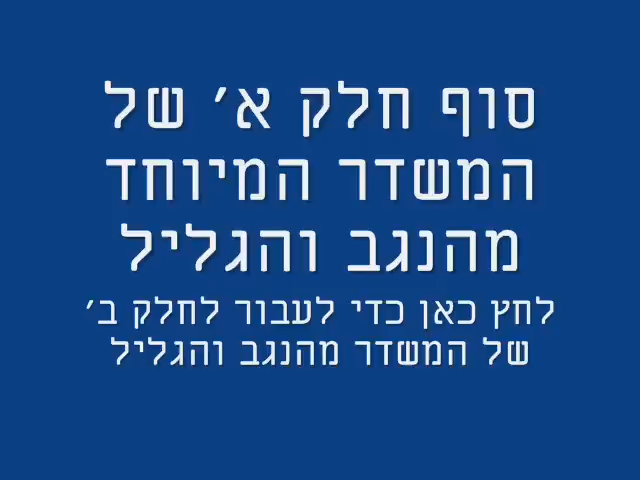 סוף חלק א׳ של
המשדר המיוחד
מהנגב והגליל
לחץ כאן כדי לעבור לחלק ב׳
של המשדר מהנגב והגליל